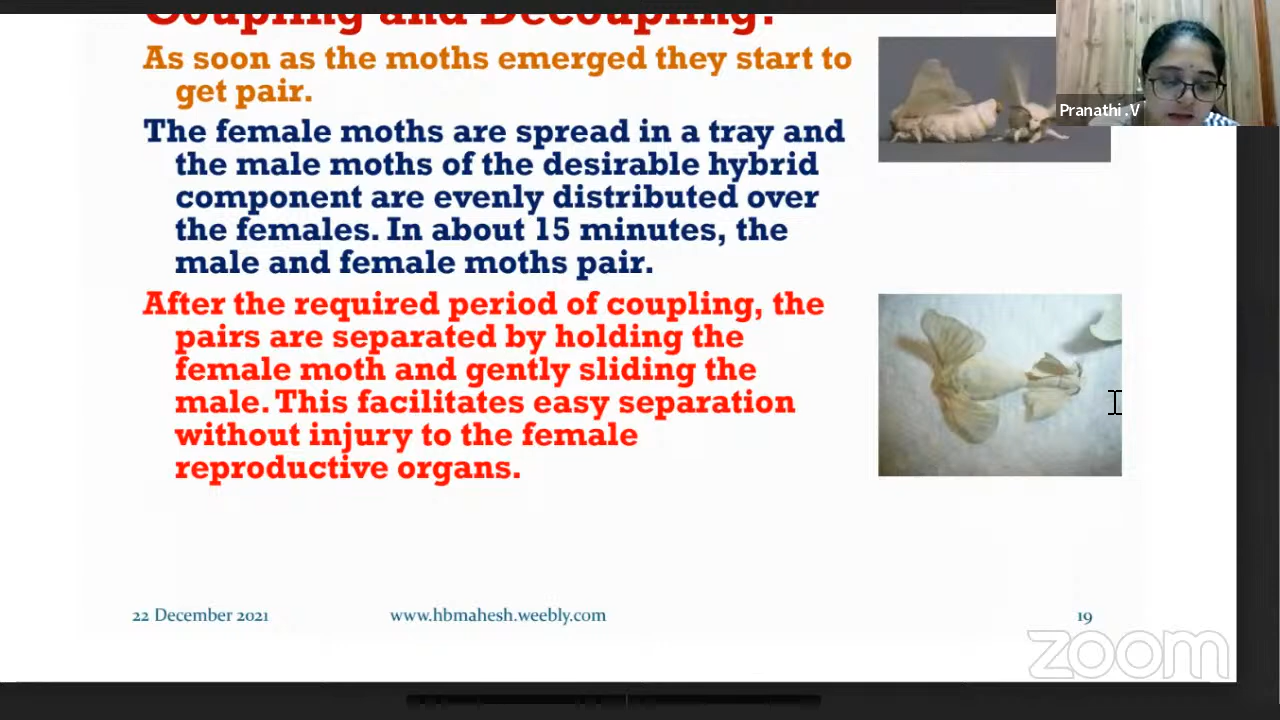 Coupling and Decoupling:
As soon as the moths emerged they start to
get pair.
The female moths are spread in a tray and
the male moths of the desirable hybrid
component are evenly distributed over
the females. In about 15 minutes, the
male and female moths pair.
After the required period of coupling, the
pairs are separated by holding the
female moth and gently sliding the
male. This facilitates easy separation
without injury to the female
reproductive organs.
Pranathi .V
22 December 2021
www.hbmahesh.weebly.com
19
zoom